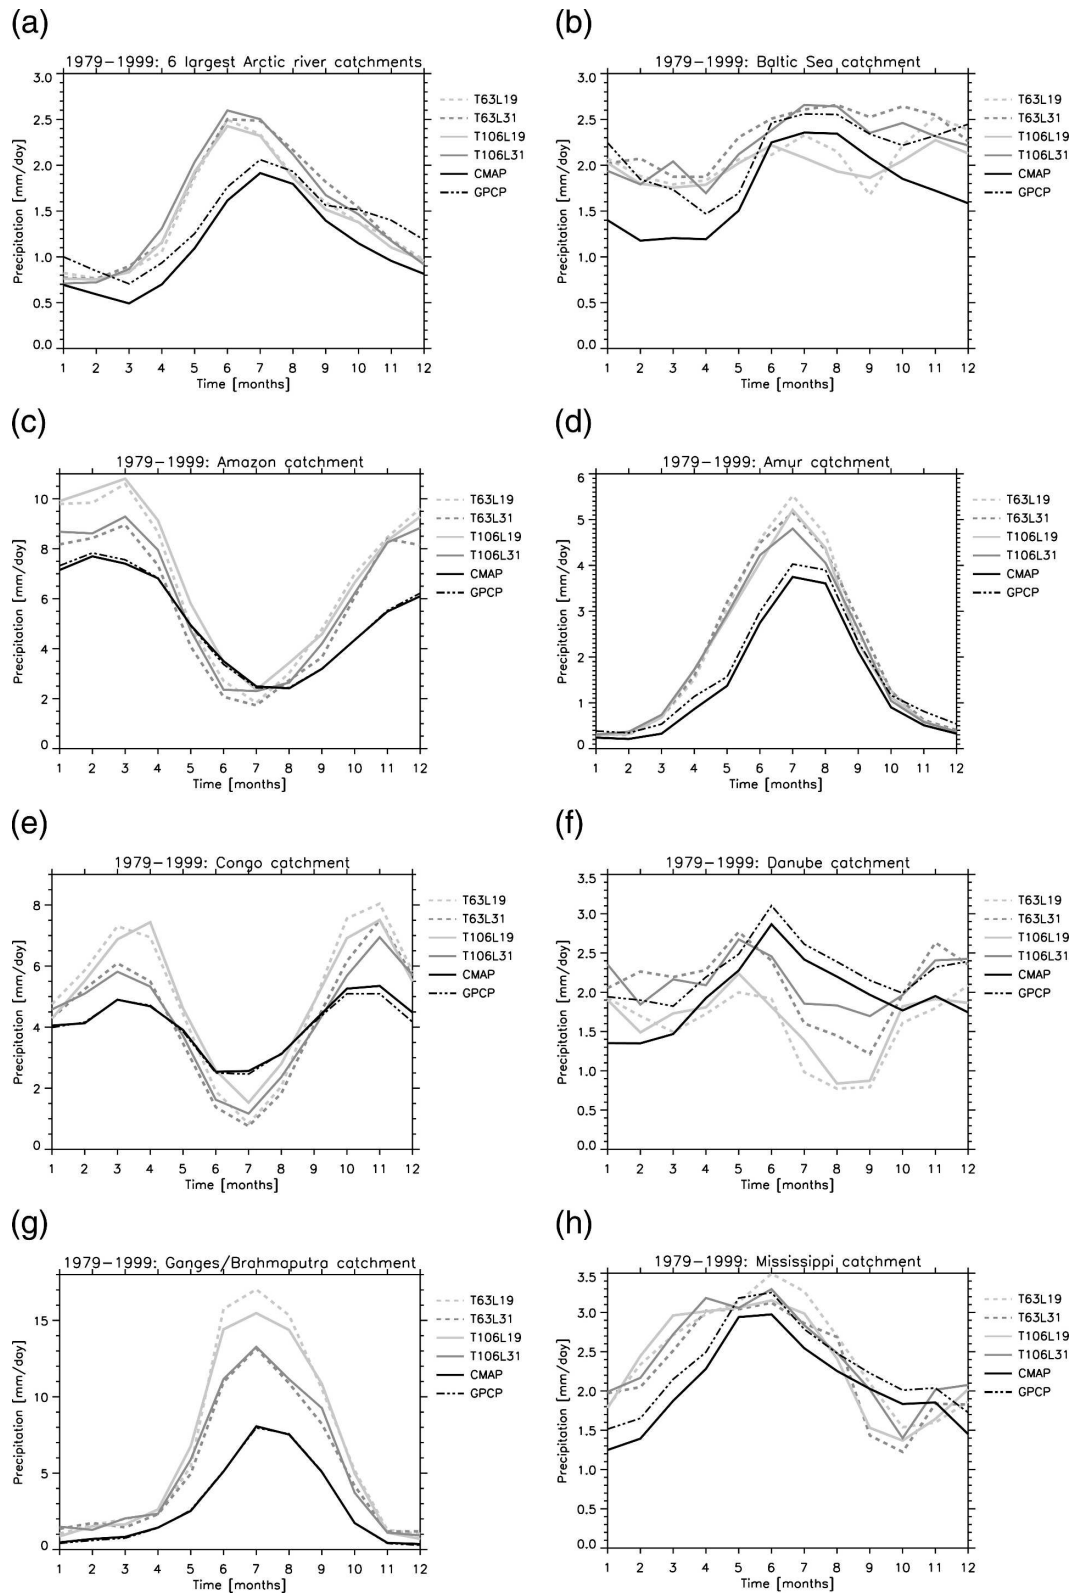 (a)
1979-1999: 6 largest Arctic river catchments
Precipitation [mm/day]
3.0
2.5
2.0
1.5
1.0
0.5
0.0
1 2 3 4 5 6 7 8 9 10 11 12
Time [months]
T63L19
T63L31
T106L19
T106L31
CMAP
GPCP
(b)
1979-1999: Baltic Sea catchment
Precipitation [mm/day]
3.0
2.5
2.0
1.5
1.0
0.5
0.0
1 2 3 4 5 6 7 8 9 10 11 12
Time [months]
T63L19
T63L31
T106L19
T106L31
CMAP
GPCP
(c)
1979-1999: Amazon catchment
Precipitation [mm/day]
10
8
6
4
2
0
1 2 3 4 5 6 7 8 9 10 11 12
Time [months]
T63L19
T63L31
T106L19
T106L31
CMAP
GPCP
(d)
1979-1999: Amur catchment
Precipitation [mm/day]
6
5
4
3
2
1
0
1 2 3 4 5 6 7 8 9 10 11 12
Time [months]
T63L19
T63L31
T106L19
T106L31
CMAP
GPCP
(e)
1979-1999: Congo catchment
Precipitation [mm/day]
8
6
4
2
0
1 2 3 4 5 6 7 8 9 10 11 12
Time [months]
T63L19
T63L31
T106L19
T106L31
CMAP
GPCP
(f)
1979-1999: Danube catchment
Precipitation [mm/day]
3.5
3.0
2.5
2.0
1.5
1.0
0.5
0.0
1 2 3 4 5 6 7 8 9 10 11 12
Time [months]
T63L19
T63L31
T106L19
T106L31
CMAP
GPCP
(g)
1979-1999: Ganges/Brahmaputra catchment
Precipitation [mm/day]
15
10
5
0
1 2 3 4 5 6 7 8 9 10 11 12
Time [months]
T63L19
T63L31
T106L19
T106L31
CMAP
GPCP
(h)
1979-1999: Mississippi catchment
Precipitation [mm/day]
3.5
3.0
2.5
2.0
1.5
1.0
0.5
0.0
1 2 3 4 5 6 7 8 9 10 11 12
Time [months]
T63L19
T63L31
T106L19
T106L31
CMAP
GPCP